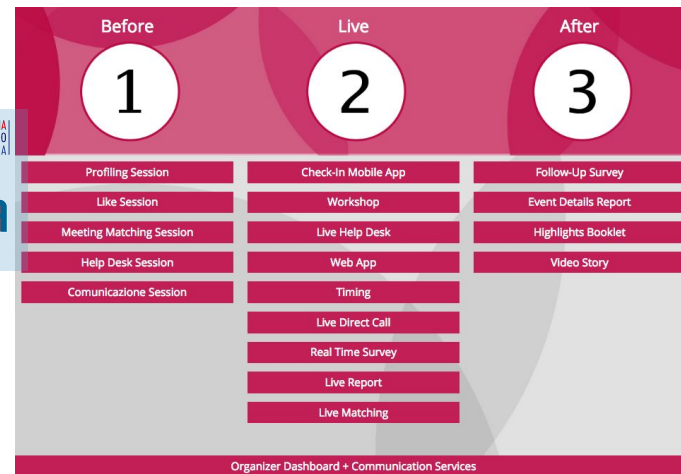 Before
Live
After
1
2
3
Profiling Session
Like Session
Meeting Matching Session
Help Desk Session
Comunicazione Session
Check-In Mobile App
Workshop
Live Help Desk
Web App
Timing
Live Direct Call
Real Time Survey
Live Report
Live Matching
Follow-Up Survey
Event Details Report
Highlights Booklet
Video Story
Organizer Dashboard + Communication Services